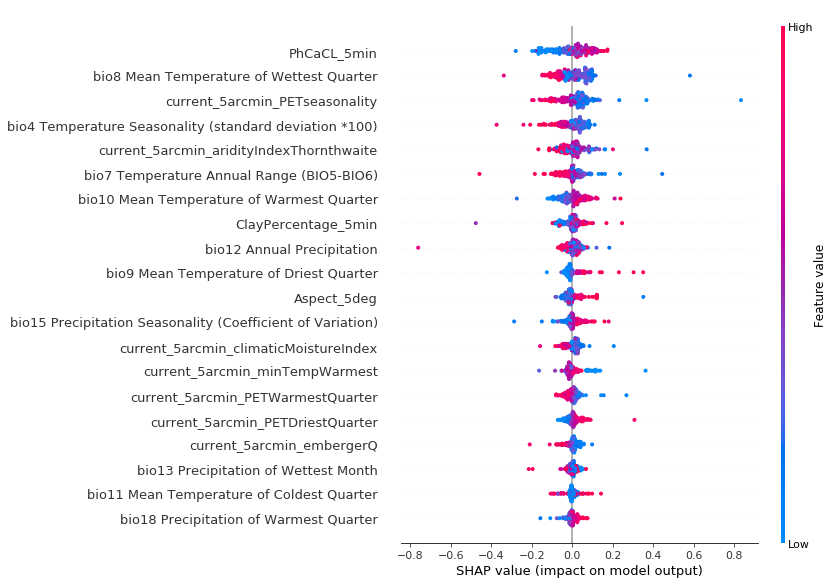 High
PhCaCL_5min
bio8 Mean Temperature of Wettest Quarter
current_5arcmin_PETseasonality
bio4 Temperature Seasonality (standard deviation *100)
current_5arcmin_aridityIndexThornthwaite
bio7 Temperature Annual Range (BIO5-BIO6)
bio10 Mean Temperature of Warmest Quarter
ClayPercentage_5min
bio12 Annual Precipitation
bio9 Mean Temperature of Driest Quarter
Aspect_5deg
bio15 Precipitation Seasonality (Coefficient of Variation)
current_5arcmin_climaticMoistureIndex
current_5arcmin_minTempWarmest
current_5arcmin_PETWarmestQuarter
current_5arcmin_PETDriestQuarter
current_5arcmin_embergerQ
bio13 Precipitation of Wettest Month
bio11 Mean Temperature of Coldest Quarter
bio18 Precipitation of Warmest Quarter
Feature value
Low
−0.8 −0.6 −0.4 −0.2 0.0 0.2 0.4 0.6 0.8
SHAP value (impact on model output)